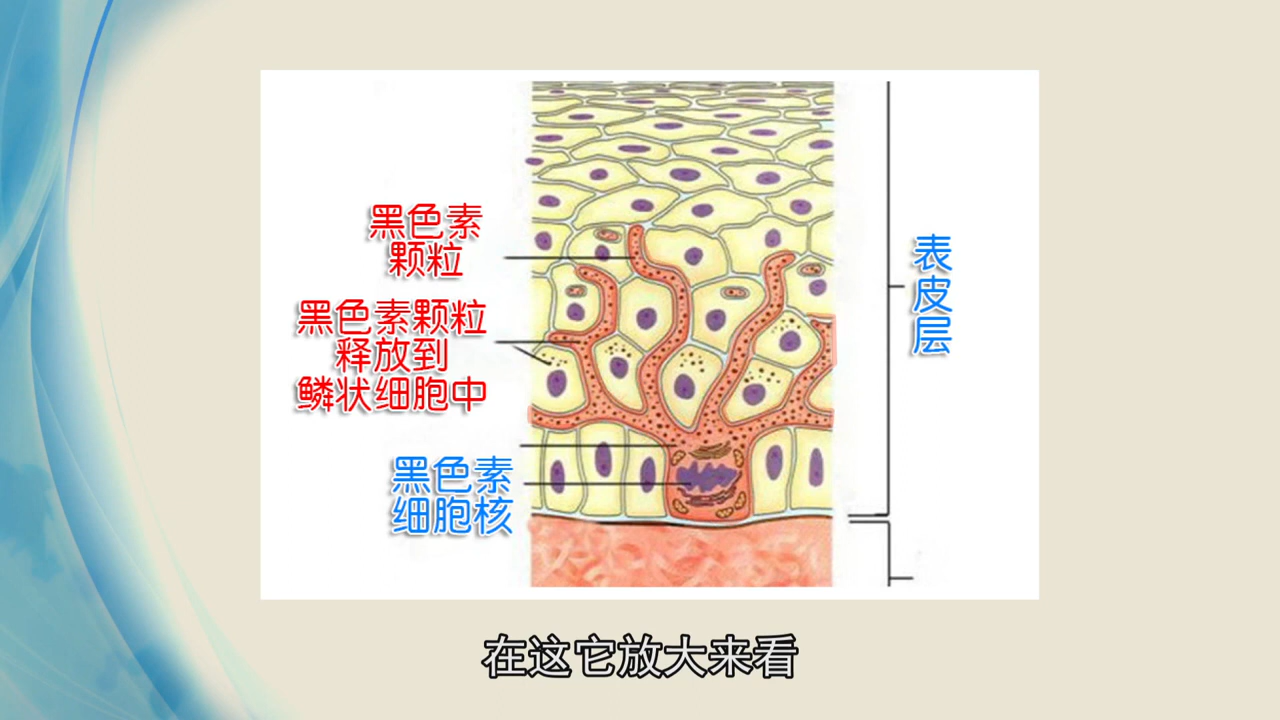 黑色素
颗粒
黑色素颗粒
释放到
鳞状细胞中
黑色素
细胞核
表皮层
在这它放大来看